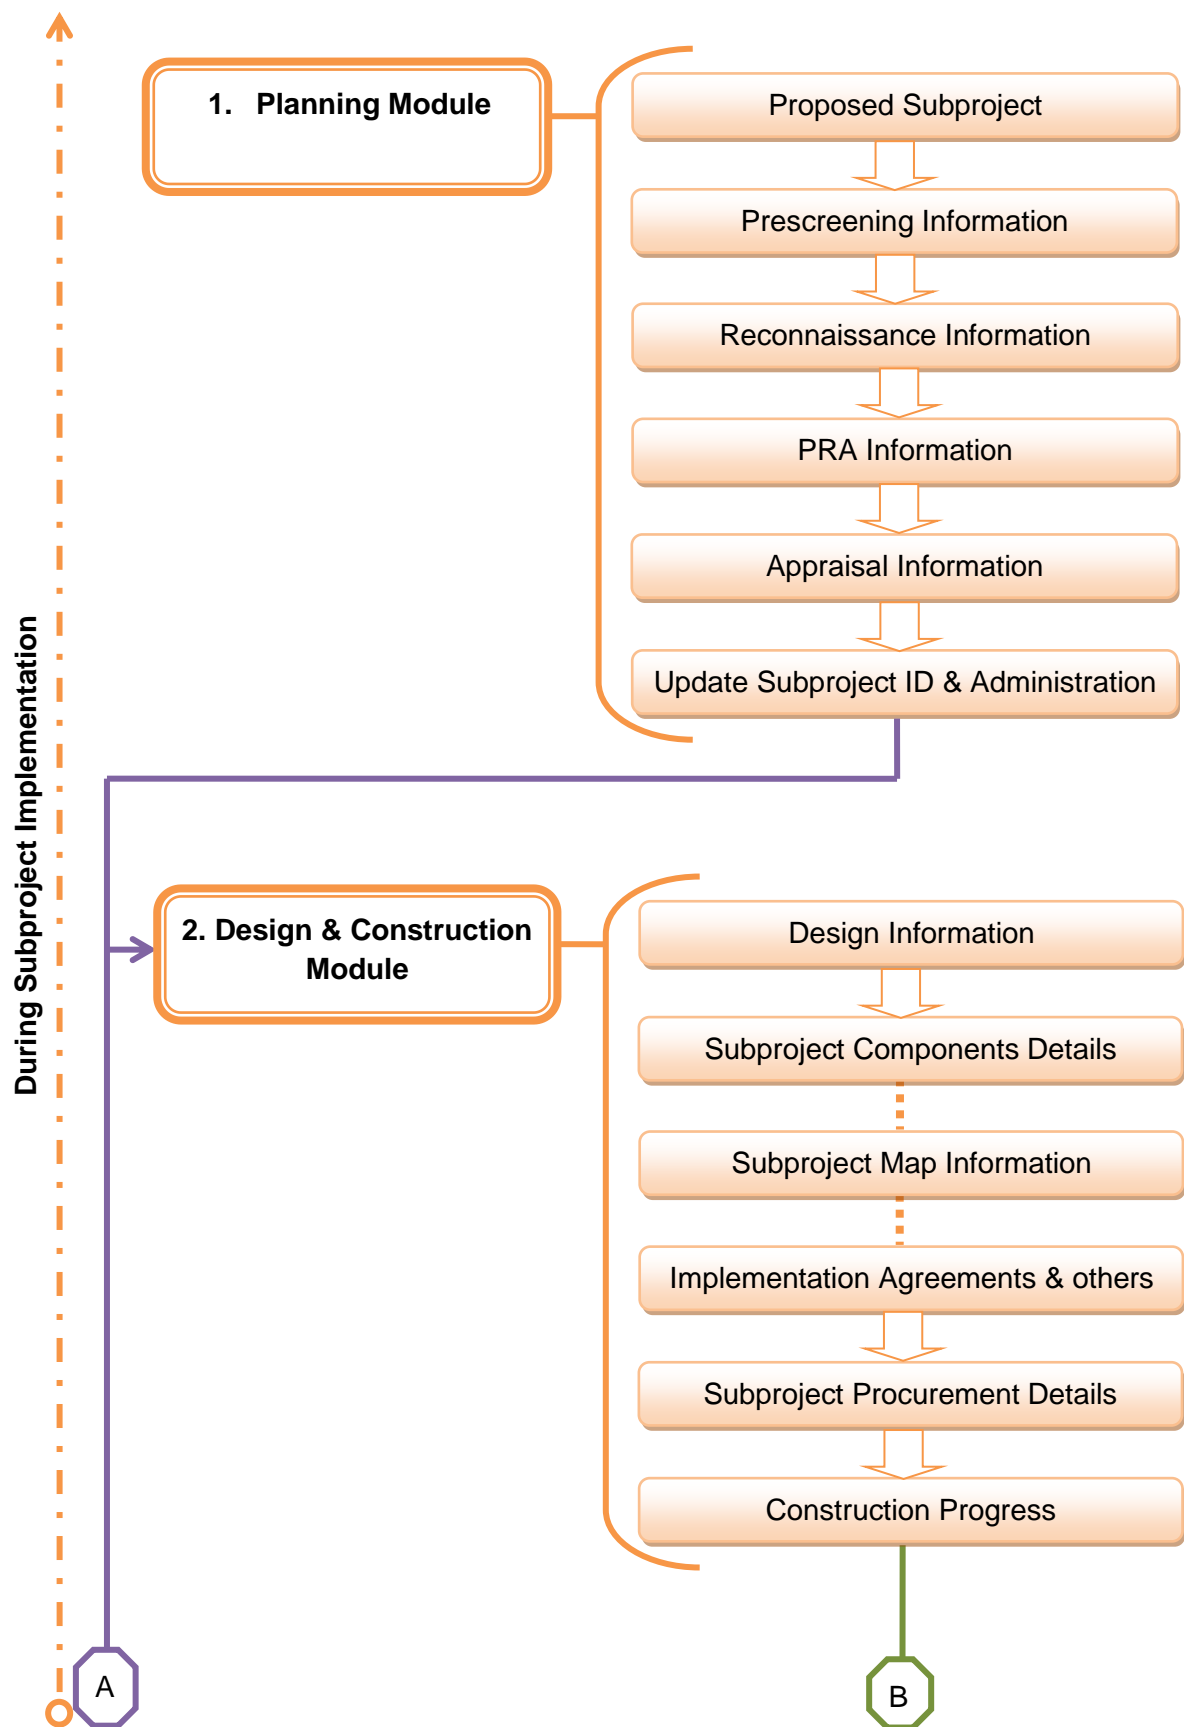 1. Planning Module
Proposed Subproject
Prescreening Information
Reconnaissance Information
PRA Information
Appraisal Information
Update Subproject ID & Administration
During Subproject Implementation
2. Design & Construction
Module
Design Information
Subproject Components Details
Subproject Map Information
Implementation Agreements & others
Subproject Procurement Details
Construction Progress
A
B